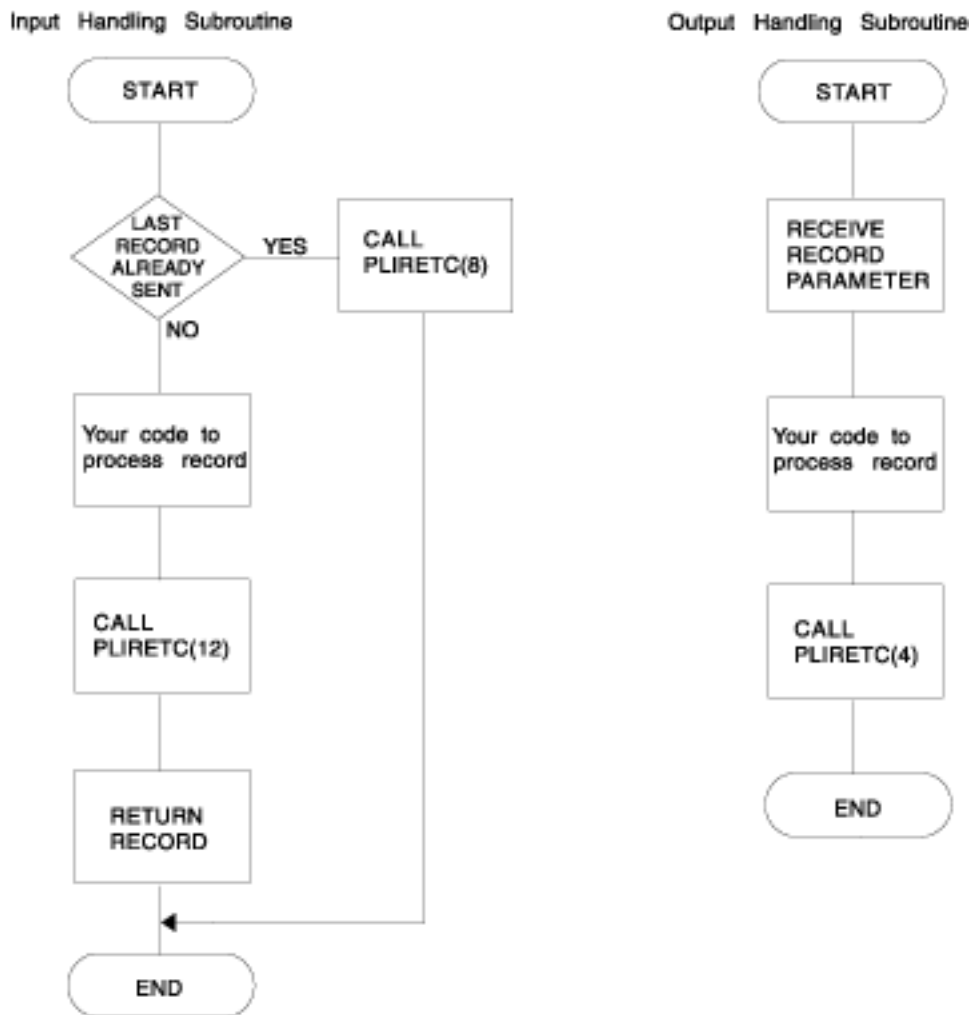 Input Handling Subroutine
START
LAST
RECORD
ALREADY
SENT
YES
CALL
PLIRETC(8)
NO
Your code to
process record
CALL
PLIRETC(12)
RETURN
RECORD
END
Output Handling Subroutine
START
RECEIVE
RECORD
PARAMETER
Your code to
process record
CALL
PLIRETC(4)
END